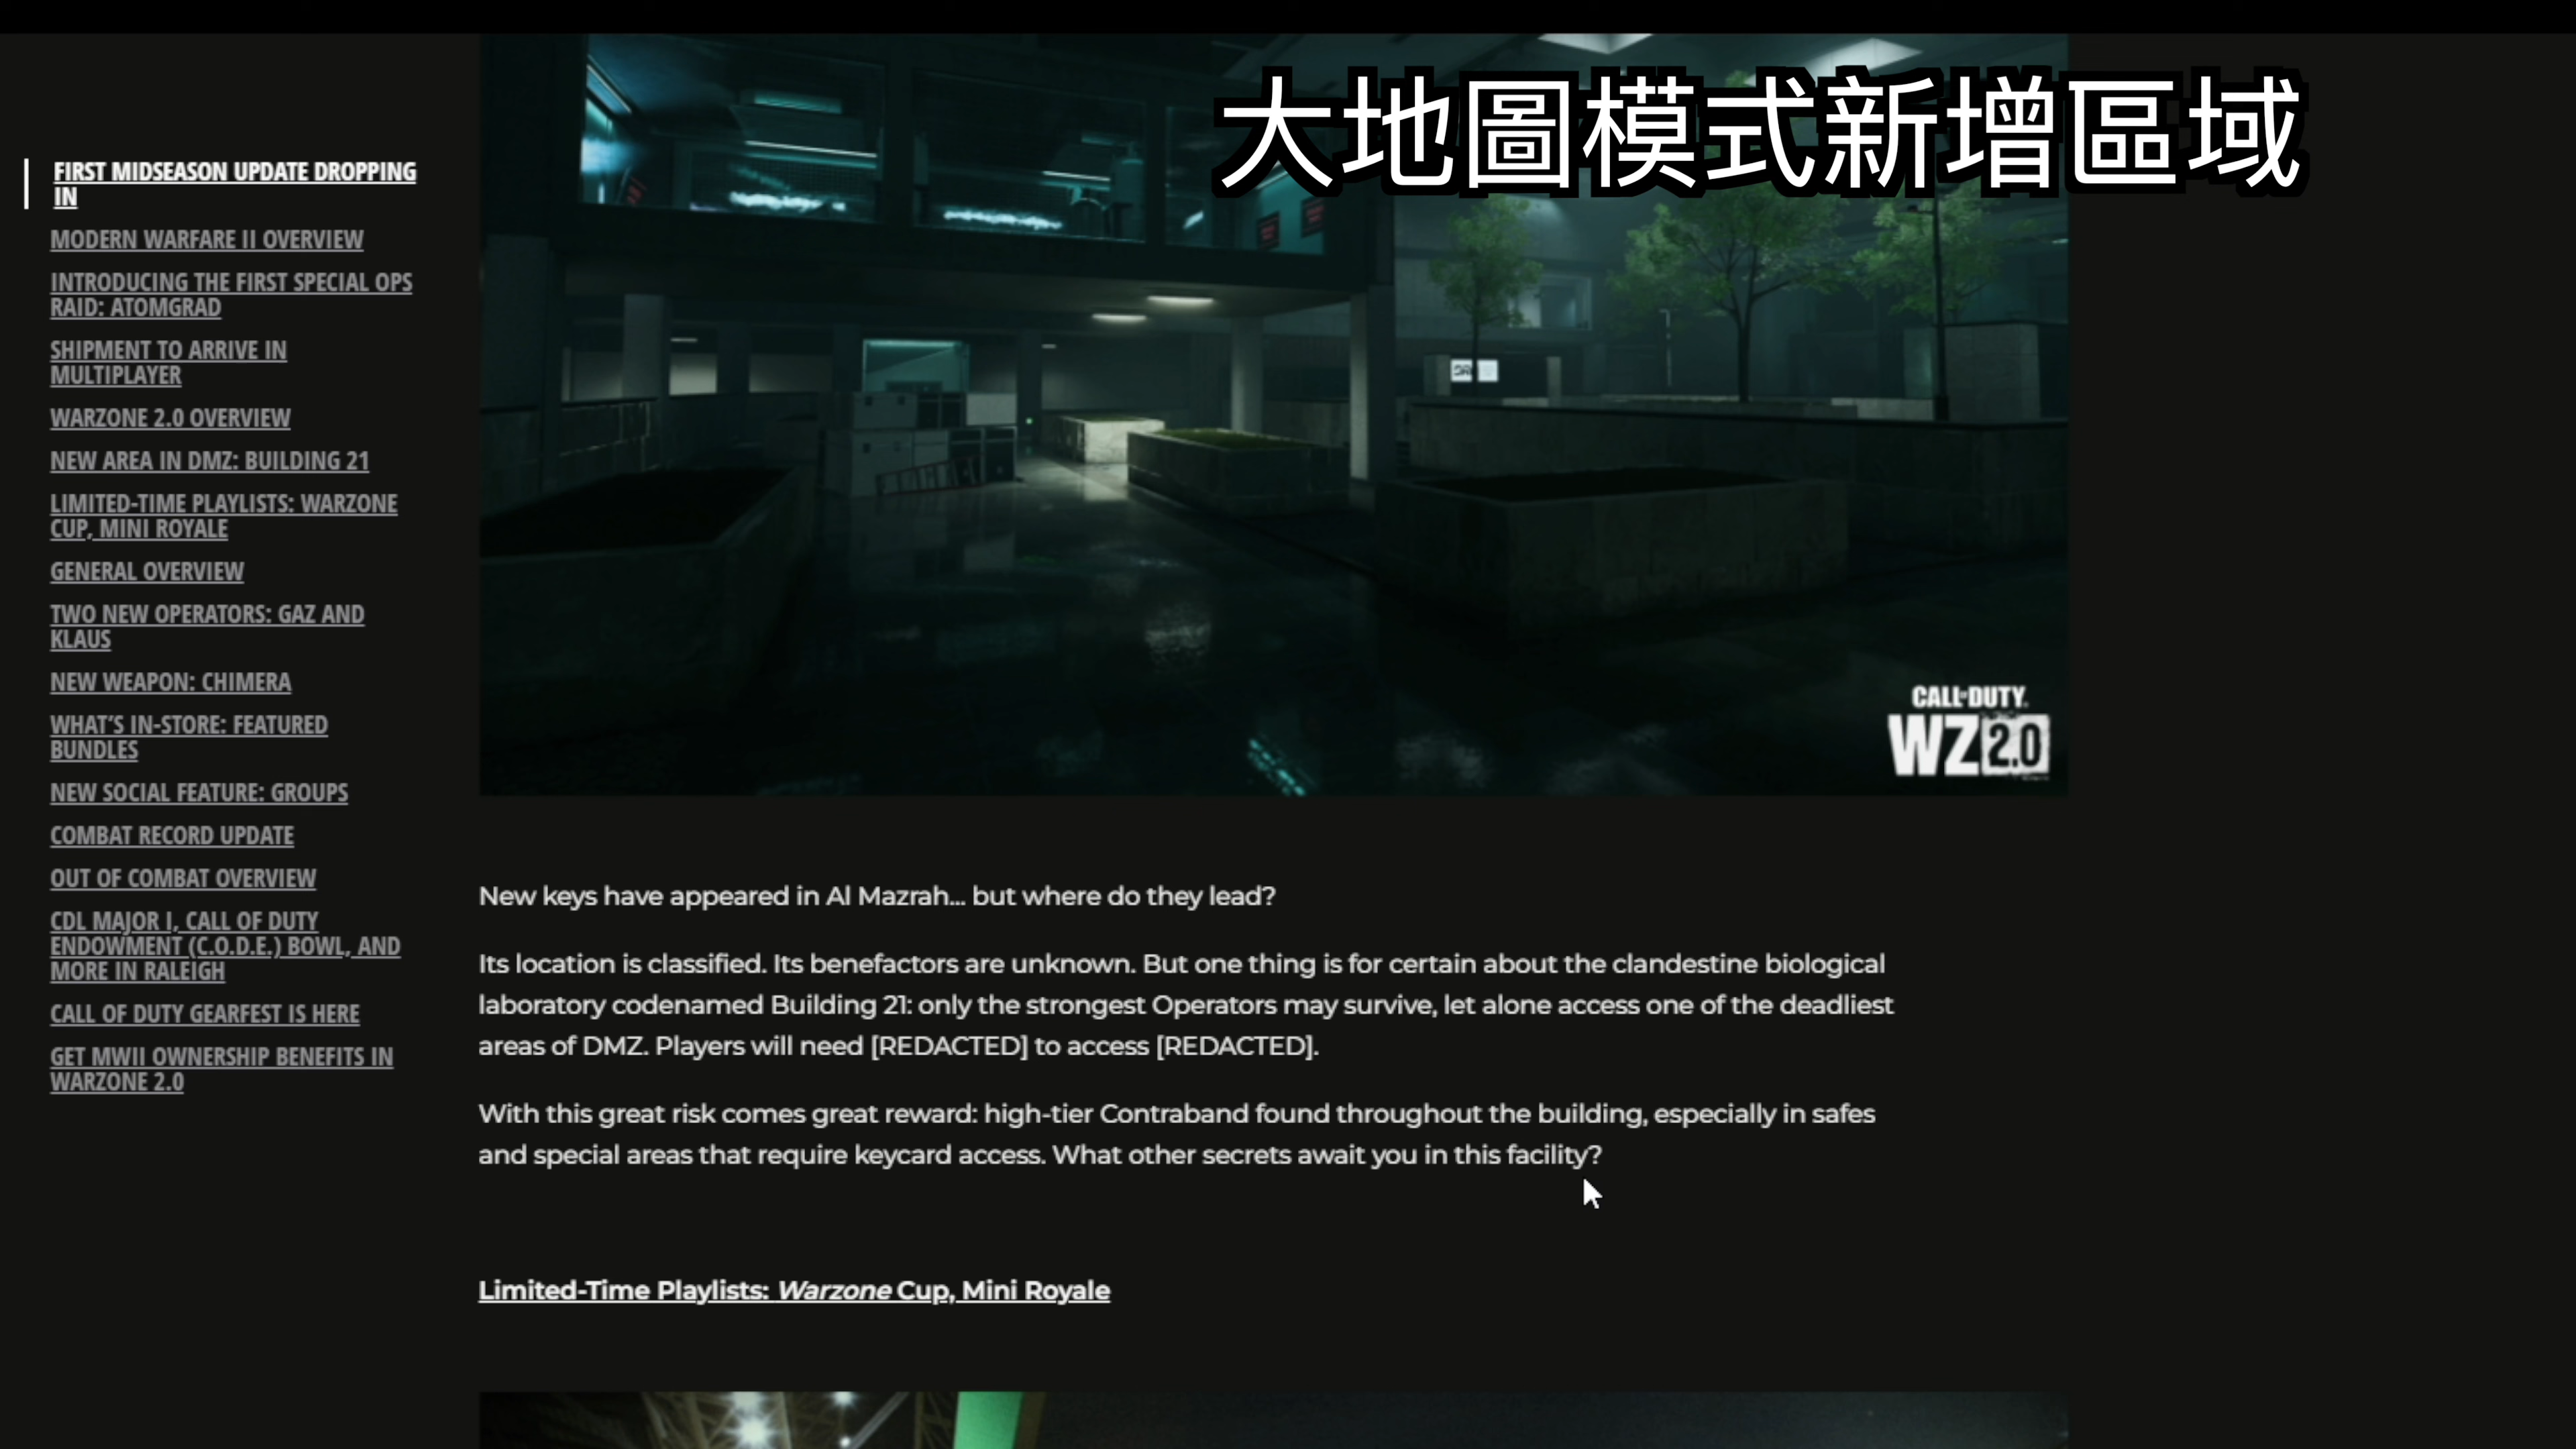 大地圖模式新增區域
FIRST MIDSEASON UPDATE DROPPING
IN
MODERN WARFARE II OVERVIEW
INTRODUCING THE FIRST SPECIAL OPS
RAID: ATOMGRAD
SHIPMENT TO ARRIVE IN
MULTIPLAYER
WARZONE 2.0 OVERVIEW
NEW AREA IN DMZ: BUILDING 21
LIMITED-TIME PLAYLISTS: WARZONE
CUP, MINI ROYALE
GENERAL OVERVIEW
TWO NEW OPERATORS: GAZ AND
KLAUS
NEW WEAPON: CHIMERA
WHAT'S IN-STORE: FEATURED
BUNDLES
NEW SOCIAL FEATURE: GROUPS
COMBAT RECORD UPDATE
OUT OF COMBAT OVERVIEW
CDL MAJOR I, CALL OF DUTY
ENDOWMENT (C.O.D.E.) BOWL, AND
MORE IN RALEIGH
CALL OF DUTY GEARFEST IS HERE
GET MWII OWNERSHIP BENEFITS IN
WARZONE 2.0
CALL OF DUTY
WZ 2.0
New keys have appeared in Al Mazrah... but where do they lead?
Its location is classified. Its benefactors are unknown. But one thing is for certain about the clandestine biological
laboratory codenamed Building 21: only the strongest Operators may survive, let alone access one of the deadliest
areas of DMZ. Players will need [REDACTED] to access [REDACTED].
With this great risk comes great reward: high-tier Contraband found throughout the building, especially in safes
and special areas that require keycard access. What other secrets await you in this facility?
Limited-Time Playlists: Warzone Cup, Mini Royale